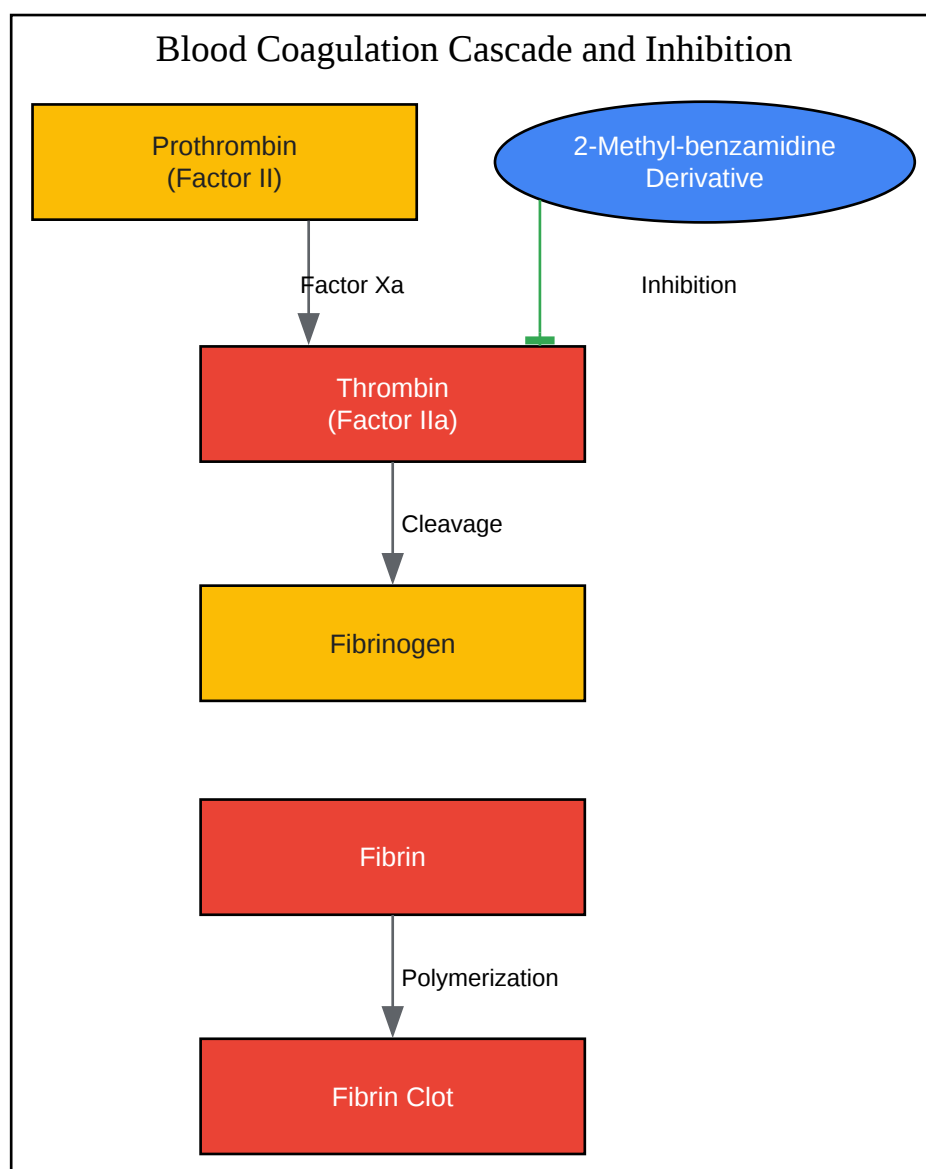 Blood Coagulation Cascade and Inhibition
Prothrombin
(Factor II)
2-Methyl-benzamidine
Derivative
Factor Xa
Inhibition
Thrombin
(Factor IIa)
Cleavage
Fibrinogen
Fibrin
Polymerization
Fibrin Clot